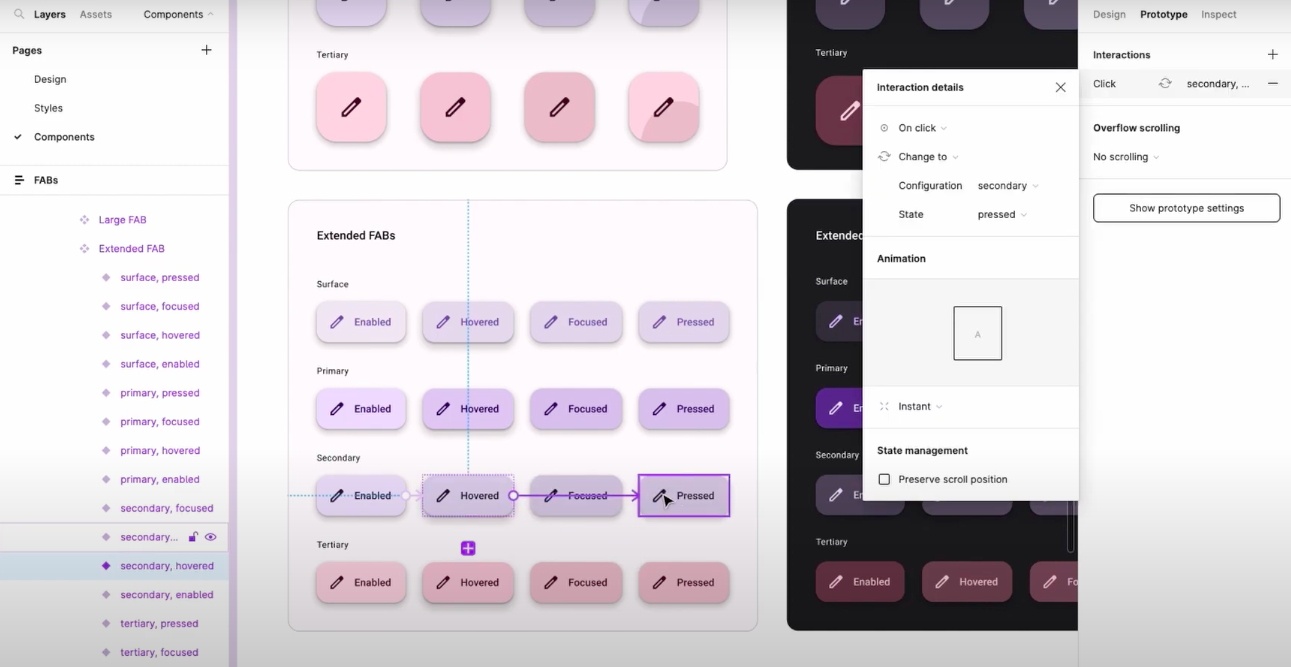 Layers Assets Components
Pages
Design
Styles
Components
FABs
Large FAB
Extended FAB
surface, pressed
surface, focused
surface, hovered
surface, enabled
primary, pressed
primary, focused
primary, hovered
primary, enabled
secondary, focused
secondary...
secondary, hovered
secondary, enabled
tertiary, pressed
tertiary, focused
Tertiary
Extended FABs
Surface
Enabled Hovered Focused Pressed
Primary
Enabled Hovered Focused Pressed
Secondary
Enabled Hovered Focused Pressed
Tertiary
Enabled Hovered Focused Pressed
Tertiary
Extended
Surface
En
Primary
En
Secondary
En
Tertiary
Enabled Hovered Fo
Interaction details
On click
Change to
Configuration secondary
State pressed
Animation
A
Instant
State management
Preserve scroll position
Design Prototype Inspect
Interactions
Click secondary, ...
Overflow scrolling
No scrolling
Show prototype settings